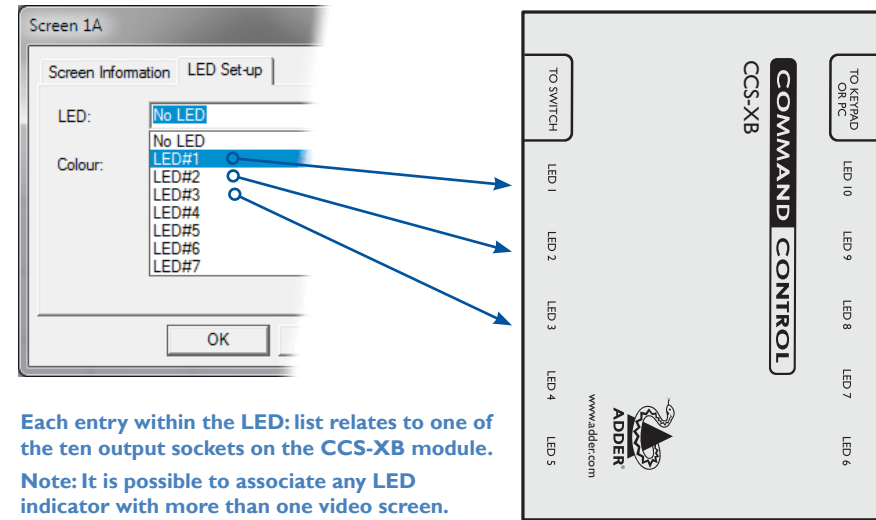 Screen 1A
Screen Information
LED Set-up
LED:
No LED
No LED
LED#1
LED#2
LED#3
LED#4
LED#5
LED#6
LED#7
Colour:
OK
Each entry within the LED: list relates to one of
the ten output sockets on the CCS-XB module.
Note: It is possible to associate any LED
indicator with more than one video screen.
TO SWITCH
LED 1
LED 2
LED 3
LED 4
LED 5
CCS-XB
COMMAND CONTROL
ADDER®
www.adder.com
TO KEYPAD
OR PC
LED 10
LED 9
LED 8
LED 7
LED 6